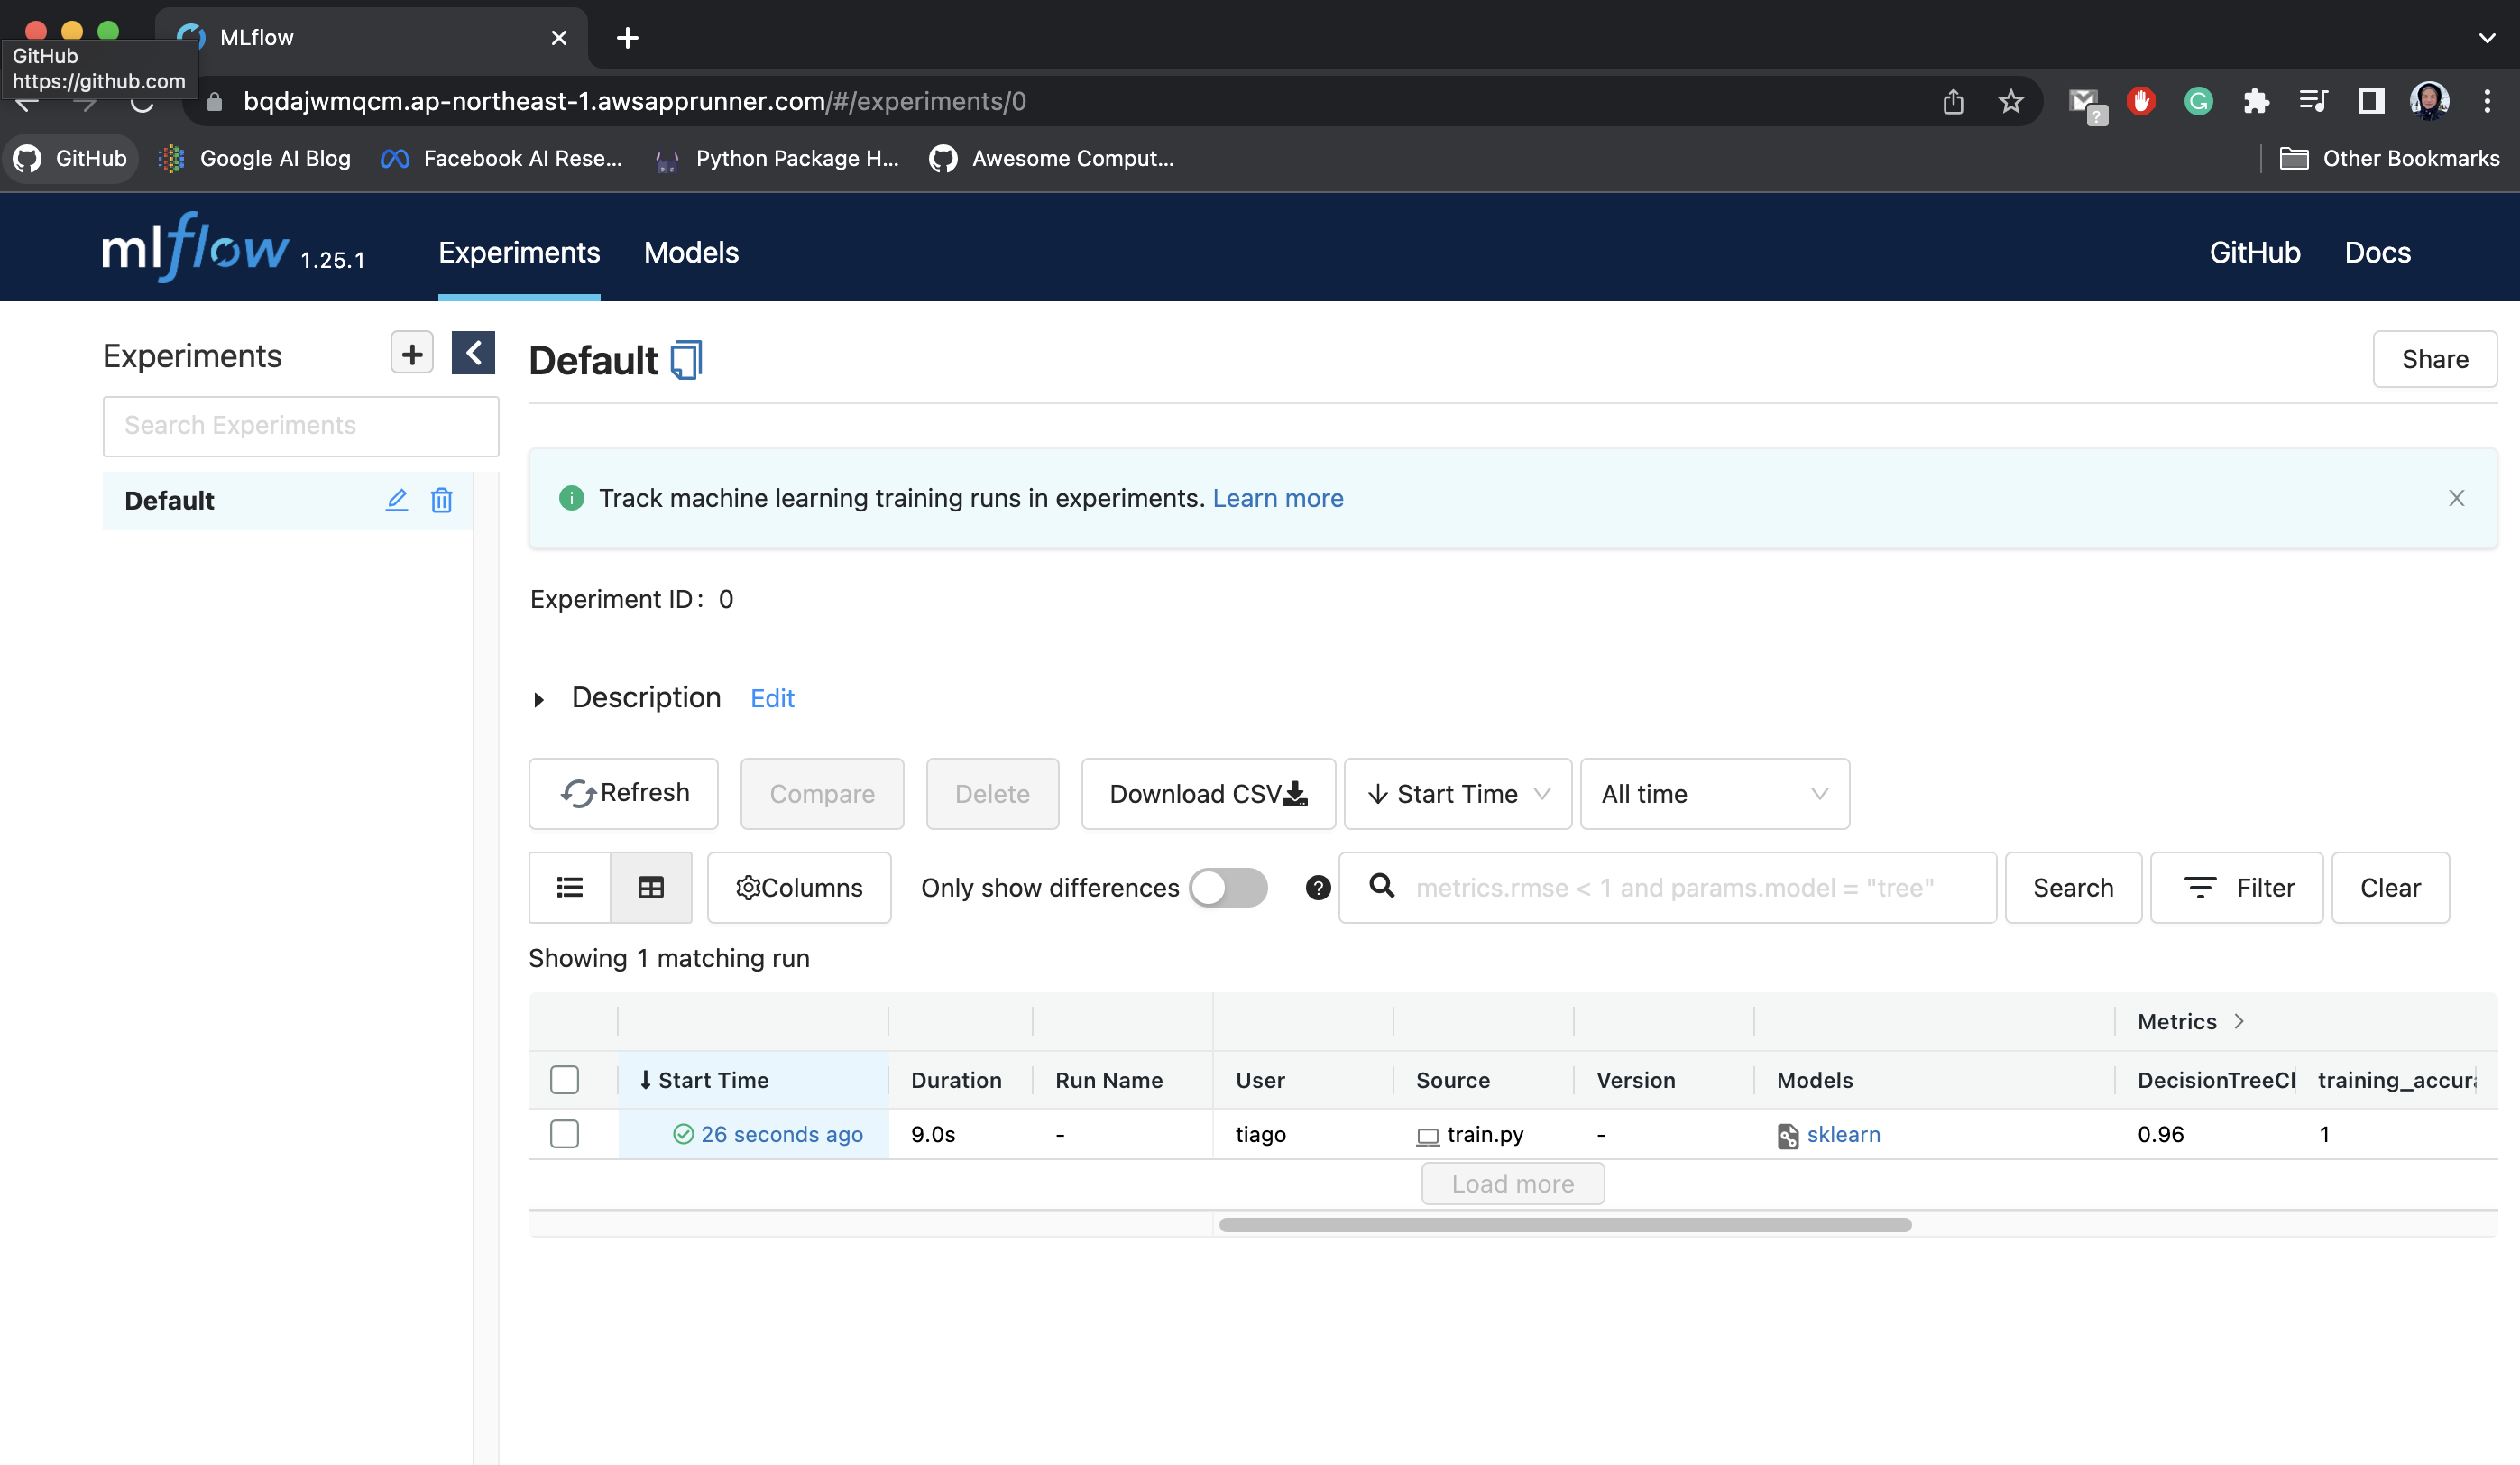 MLflow
GitHub
https://github.com
bqdajwmqcm.ap-northeast-1.awsapprunner.com/#/experiments/0
GitHub Google AI Blog Facebook AI Rese... Python Package H... Awesome Comput... Other Bookmarks
mlflow 1.25.1 Experiments Models GitHub Docs
Experiments
Search Experiments
Default
Default
Share
Track machine learning training runs in experiments. Learn more
Experiment ID: 0
Description Edit
Refresh Compare Delete Download CSV Start Time All time
Columns Only show differences metrics.rmse < 1 and params.model = "tree" Search Filter Clear
Showing 1 matching run
Metrics
Start Time Duration Run Name User Source Version Models DecisionTreeCl training_accura
26 seconds ago 9.0s - tiago train.py - sklearn 0.96 1
Load more